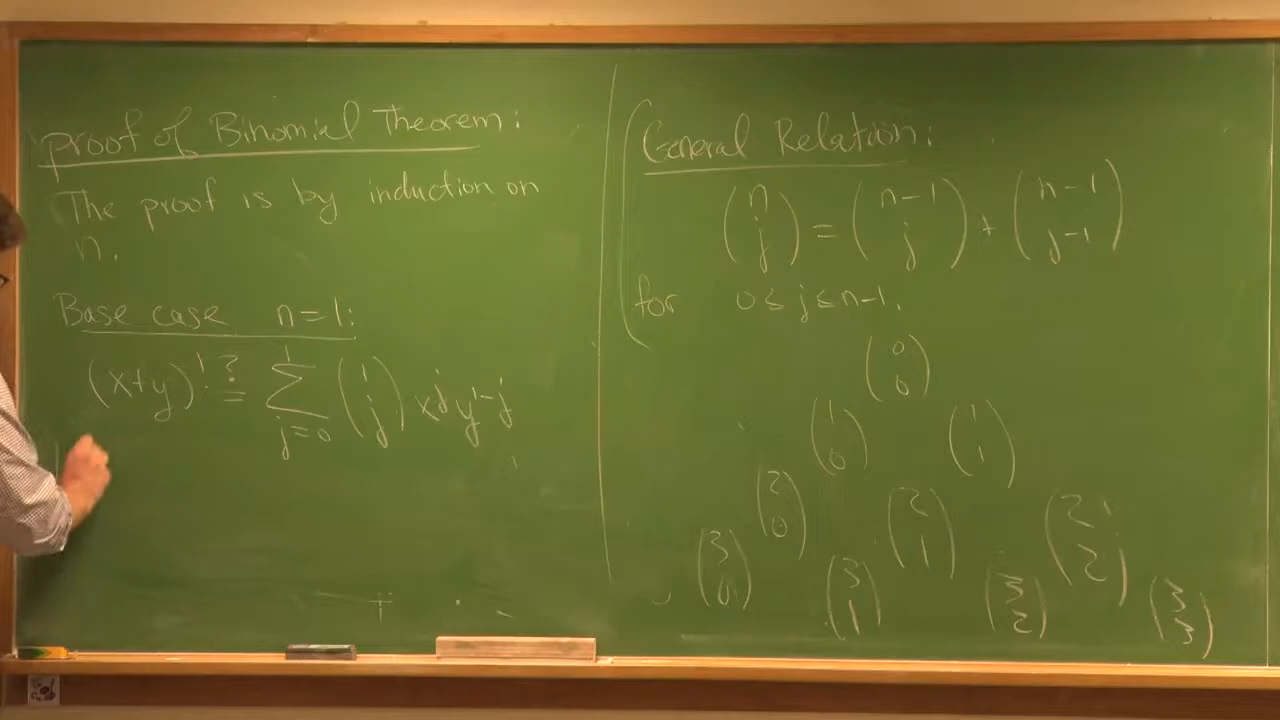 Proof of Binomial Theorem:
The proof is by induction on
n.
Base case n=1:
(x+y)^1 ?= ∑_{j=0}^{1} (1 j) x^j y^{1-j}
General Relation:
(n j) = (n-1 j) + (n-1 j-1)
for 0 ≤ j ≤ n-1.
(0 0)
(1 0) (1 1)
(2 0) (2 1) (2 2)
(3 0) (3 1) (3 2) (3 3)